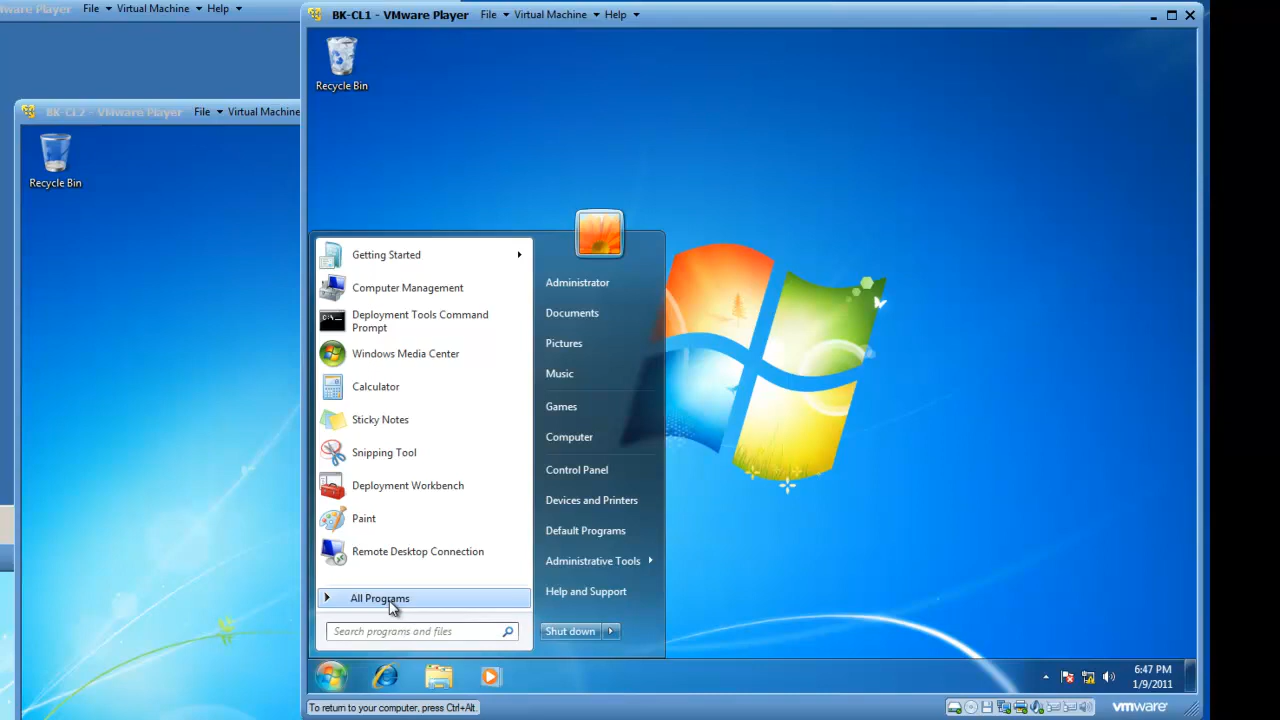 ware Player File Virtual Machine Help
BK-CL1 - VMware Player File Virtual Machine Help
Recycle Bin
BK-CL2 - VMware Player File Virtual Machine
Recycle Bin
Getting Started
Computer Management
Deployment Tools Command
Prompt
Windows Media Center
Calculator
Sticky Notes
Snipping Tool
Deployment Workbench
Paint
Remote Desktop Connection
All Programs
Search programs and files
Administrator
Documents
Pictures
Music
Games
Computer
Control Panel
Devices and Printers
Default Programs
Administrative Tools
Help and Support
Shut down
6:47 PM
1/9/2011
To return to your computer, press Ctrl+Alt.
vmware